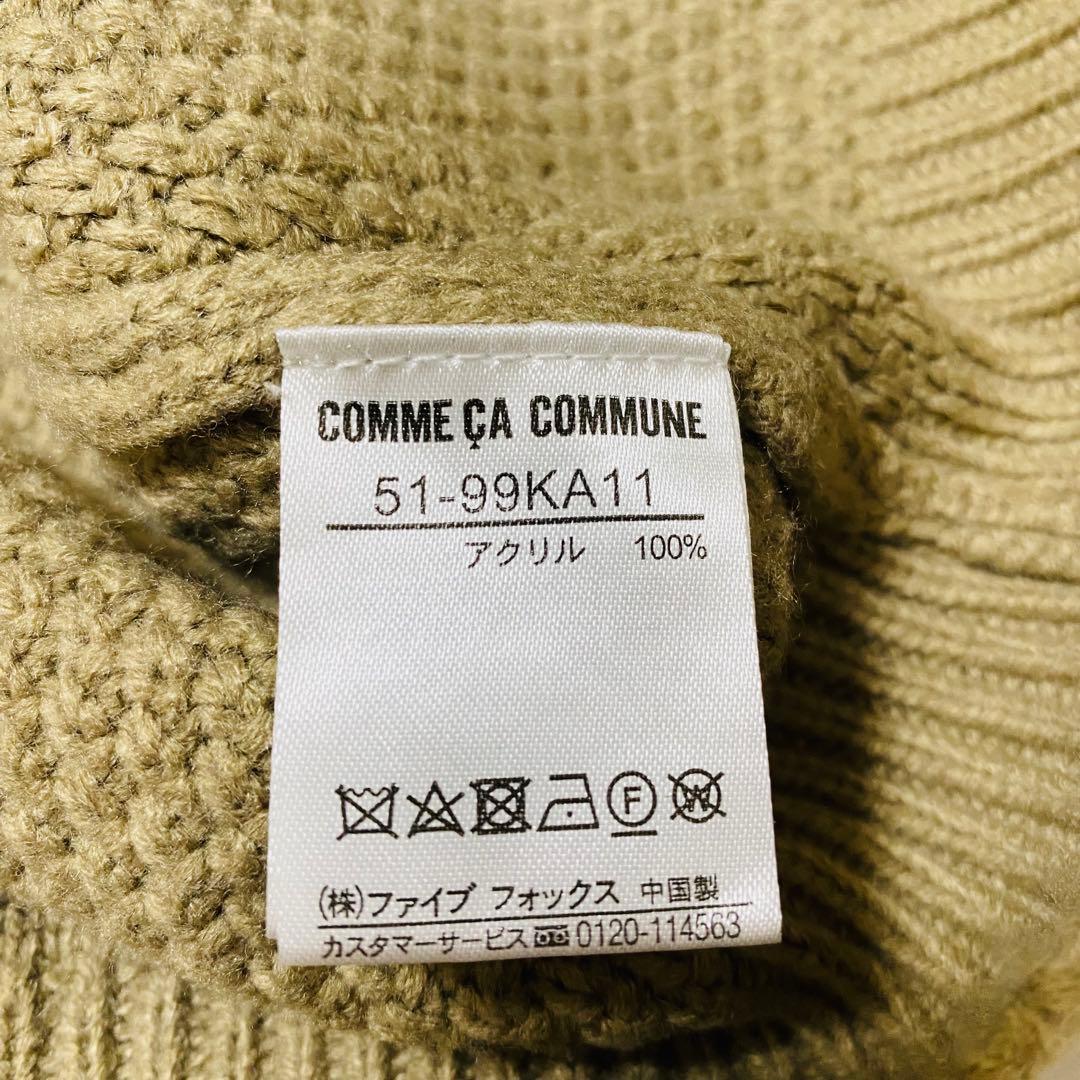 COMME ÇA COMMUNE
51-99KA11
アクリル 100%
F W
(株)ファイブ フォックス 中国製
カスタマーサービス 0120-114563